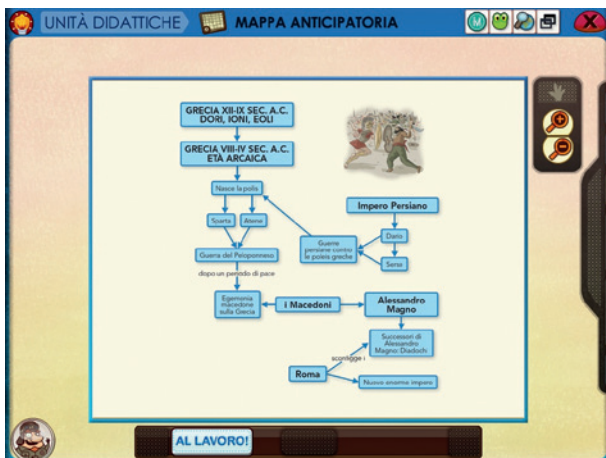 UNITÀ DIDATTICHE
MAPPA ANTICIPATORIA
M
GRECIA XII-IX SEC. A.C.
DORI, IONI, EOLI
GRECIA VIII-IV SEC. A.C.
ETÀ ARCAICA
Nasce la polis
Sparta
Atene
Guerra del Peloponneso
dopo un periodo di pace
Impero Persiano
Dario
Serse
Guerre
persiane contro
le poleis greche
Egemonia
macedone
sulla Grecia
i Macedoni
Alessandro
Magno
Successori di
Alessandro
Magno: Diadochi
sconfigge i
Roma
Nuovo enorme impero
AL LAVORO!